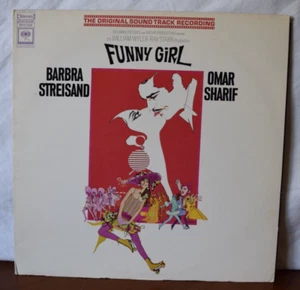 THE ORIGINAL SOUND TRACK RECORDING
FUNNY GIRL
BARBRA
STREISAND
OMAR
SHARIF